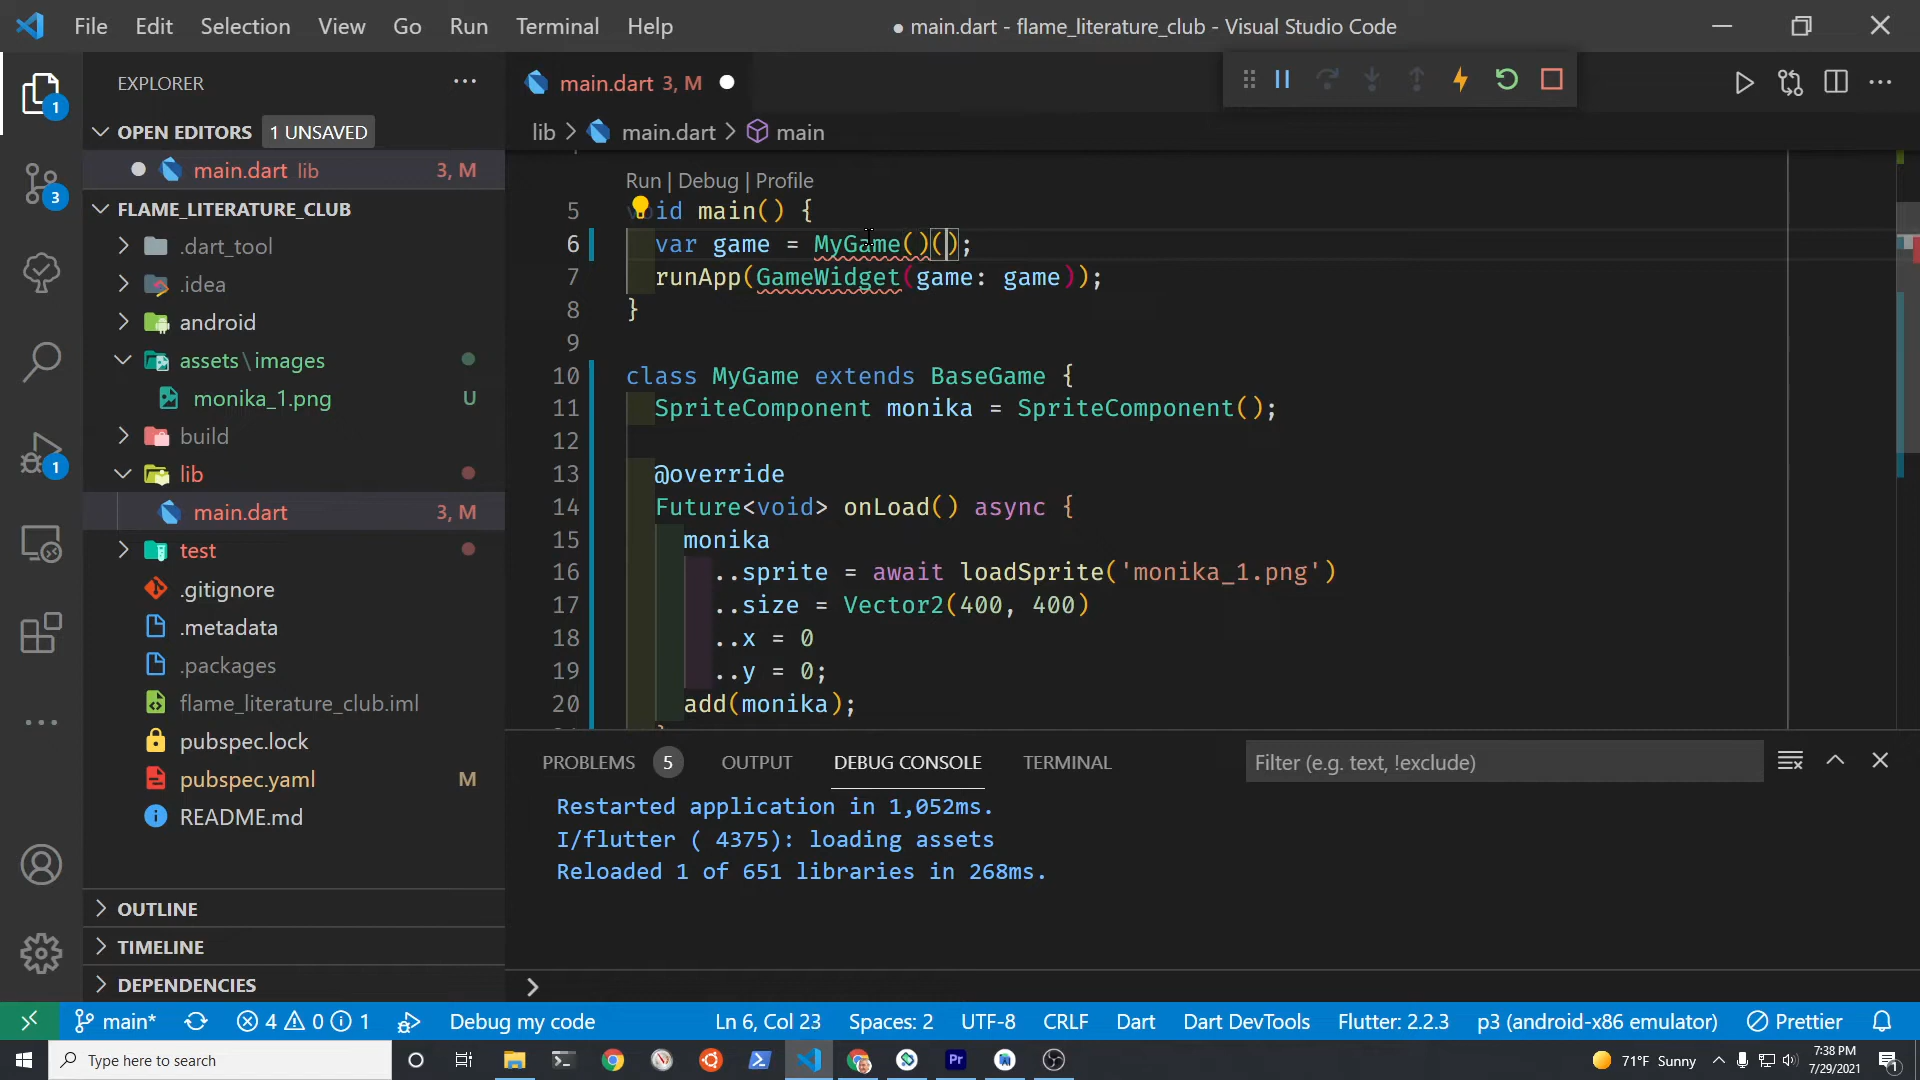 File Edit Selection View Go Run Terminal Help
● main.dart - flame_literature_club - Visual Studio Code
EXPLORER
OPEN EDITORS 1 UNSAVED
main.dart lib 3, M
FLAME_LITERATURE_CLUB
.dart_tool
.idea
android
assets\images
monika_1.png U
build
lib
main.dart 3, M
test
.gitignore
.metadata
.packages
flame_literature_club.iml
pubspec.lock
pubspec.yaml M
README.md
OUTLINE
TIMELINE
DEPENDENCIES
1
3
1
main.dart 3, M
lib > main.dart > main
Run | Debug | Profile
5 void main() {
6 var game = MyGame()();
7 runApp(GameWidget(game: game));
8 }
9
10 class MyGame extends BaseGame {
11 SpriteComponent monika = SpriteComponent();
12
13 @override
14 Future<void> onLoad() async {
15 monika
16 ..sprite = await loadSprite('monika_1.png')
17 ..size = Vector2(400, 400)
18 ..x = 0
19 ..y = 0;
20 add(monika);
PROBLEMS 5 OUTPUT DEBUG CONSOLE TERMINAL Filter (e.g. text, !exclude)
Restarted application in 1,052ms.
I/flutter ( 4375): loading assets
Reloaded 1 of 651 libraries in 268ms.
main* 4 0 1 Debug my code Ln 6, Col 23 Spaces: 2 UTF-8 CRLF Dart Dart DevTools Flutter: 2.2.3 p3 (android-x86 emulator) Prettier
Type here to search
71°F Sunny
7:38 PM
7/29/2021
1